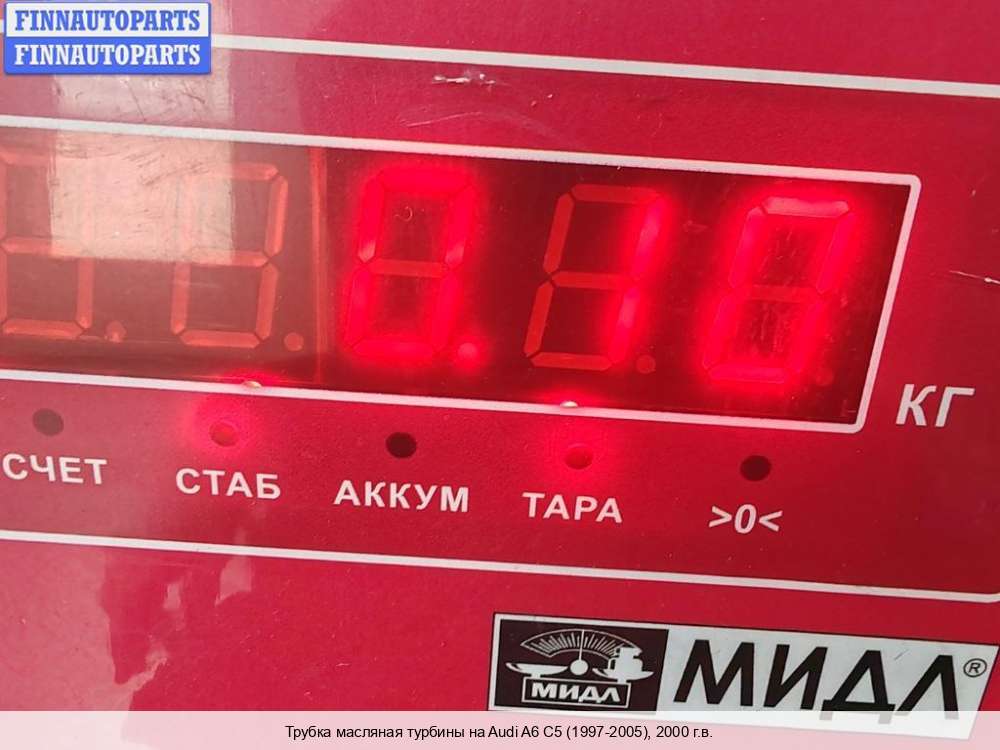 FINNAUTOPARTS
FINNAUTOPARTS
0.10
КГ
СЧЕТ СТАБ АККУМ ТАРА >0<
МИДЛ МИДЛ®
Трубка масляная турбины на Audi A6 C5 (1997-2005), 2000 г.в.